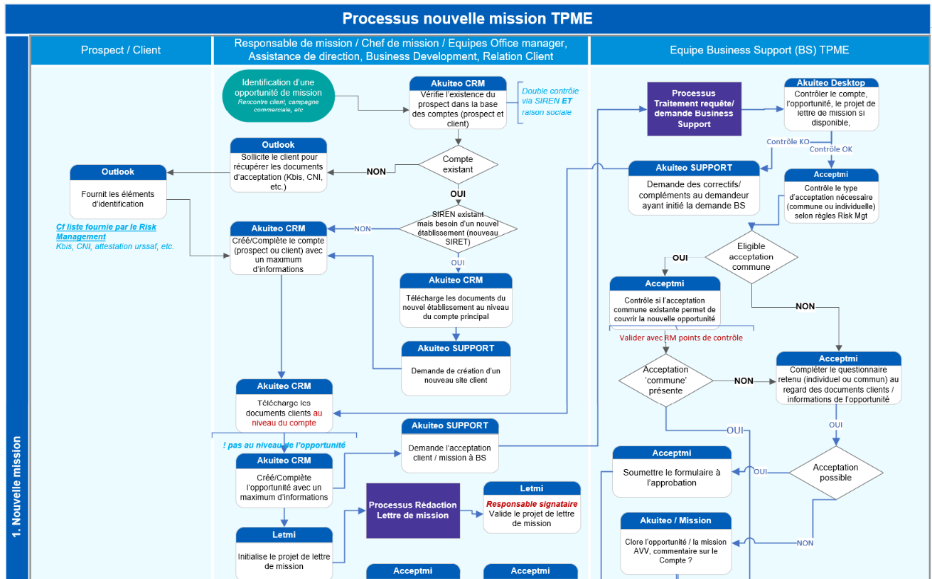 Processus nouvelle mission TPME
1. Nouvelle mission
Prospect / Client
Responsable de mission / Chef de mission / Equipes Office manager,
Assistance de direction, Business Development, Relation Client
Equipe Business Support (BS) TPME
Identification d'une
opportunité de mission
Rencontre client, campagne
commerciale, etc
Akuiteo CRM
Vérifie l'existence du
prospect dans la base
des comptes (prospect et
client)
Double contrôle
via SIREN ET
raison sociale
Compte
existant
NON
OUI
Outlook
Sollicite le client pour
récupérer les documents
d'acceptation (Kbis, CNI,
etc.)
Outlook
Fournit les éléments
d'identification
Cf liste fournie par le Risk
Management
Kbis, CNI, attestation urssaf, etc.
SIREN existant
mais besoin d'un nouvel
établissement (nouveau
SIRET)
NON
OUI
Akuiteo CRM
Créé/Complète le compte
(prospect ou client) avec
un maximum
d'informations
Akuiteo CRM
Télécharge les documents du
nouvel établissement au niveau
du compte principal
Akuiteo SUPPORT
Demande de création d'un
nouveau site client
Akuiteo CRM
Télécharge les
documents clients au
niveau du compte
! pas au niveau de l'opportunité
Akuiteo CRM
Créé/Complète
l'opportunité avec un
maximum d'informations
Akuiteo SUPPORT
Demande l'acceptation
client / mission à BS
Letmi
Initialise le projet de lettre
de mission
Processus Rédaction
Lettre de mission
Letmi
Responsable signataire
Valide le projet de lettre
de mission
Acceptmi
Acceptmi
Processus
Traitement requête/
demande Business
Support
Akuiteo Desktop
Contrôler le compte,
l'opportunité, le projet de
lettre de mission si
disponible.
Contrôle KO
Contrôle OK
Akuiteo SUPPORT
Demande des correctifs/
compléments au demandeur
ayant initié la demande BS
Acceptmi
Contrôle le type
d'acceptation nécessaire
(commune ou individuelle)
selon règles Risk Mgt
Eligible
acceptation
commune
OUI
NON
Acceptmi
Contrôle si l'acceptation
commune existante permet de
couvrir la nouvelle opportunité
Valider avec RM points de contrôle
Acceptation
'commune'
présente
NON
OUI
Acceptmi
Compléter le questionnaire
retenu (individuel ou commun) au
regard des documents clients /
informations de l'opportunité
OUI
Acceptation
possible
OUI
NON
Acceptmi
Soumettre le formulaire à
l'approbation
Akuiteo / Mission
Clore l'opportunité / la mission
AVV, commentaire sur le
Compte ?